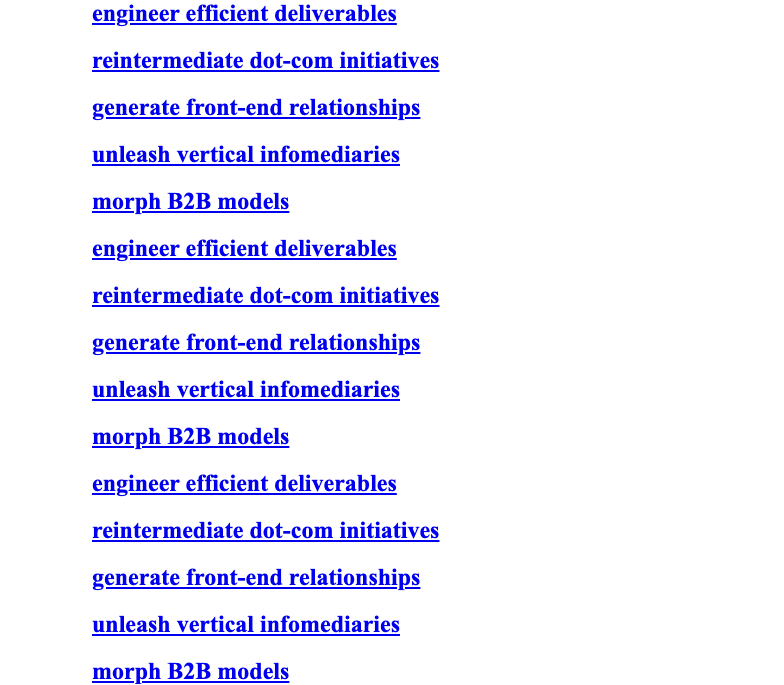 engineer efficient deliverables
reintermediate dot-com initiatives
generate front-end relationships
unleash vertical infomediaries
morph B2B models
engineer efficient deliverables
reintermediate dot-com initiatives
generate front-end relationships
unleash vertical infomediaries
morph B2B models
engineer efficient deliverables
reintermediate dot-com initiatives
generate front-end relationships
unleash vertical infomediaries
morph B2B models